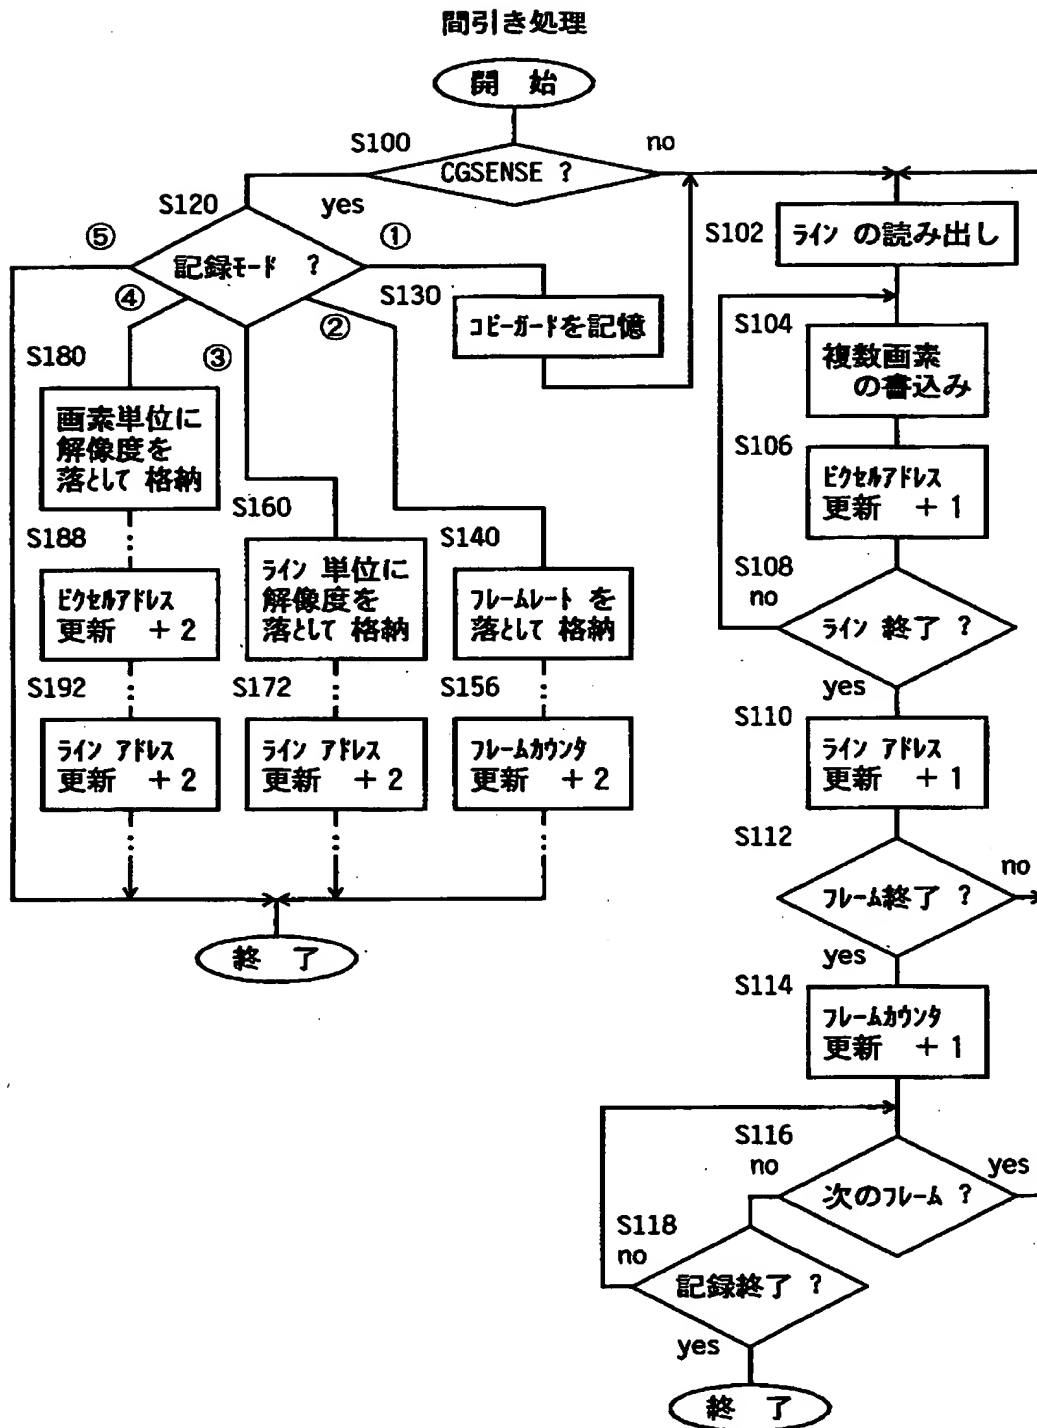 間引き処理
開 始
S100
CGSENSE ?
no
yes
S120
記録ﾓｰﾄﾞ ?
①
②
③
④
⑤
S130
ｺﾋﾟｰｶﾞｰﾄﾞを記憶
S180
画素単位に
解像度を
落として 格納
S188
ﾋﾟｸｾﾙｱﾄﾞﾚｽ
更新 +2
S192
ﾗｲﾝ ｱﾄﾞﾚｽ
更新 +2
S160
ﾗｲﾝ 単位に
解像度を
落として 格納
S172
ﾗｲﾝ ｱﾄﾞﾚｽ
更新 +2
S140
ﾌﾚｰﾑﾚｰﾄ を
落として 格納
S156
ﾌﾚｰﾑｶｳﾝﾀ
更新 +2
終 了
S102
ﾗｲﾝ の読み出し
S104
複数画素
の書込み
S106
ﾋﾟｸｾﾙｱﾄﾞﾚｽ
更新 +1
S108
no
ﾗｲﾝ 終了 ?
yes
S110
ﾗｲﾝ ｱﾄﾞﾚｽ
更新 +1
S112
no
ﾌﾚｰﾑ終了 ?
yes
S114
ﾌﾚｰﾑｶｳﾝﾀ
更新 +1
S116
no
yes
次のﾌﾚｰﾑ ?
S118
no
記録終了 ?
yes
終 了